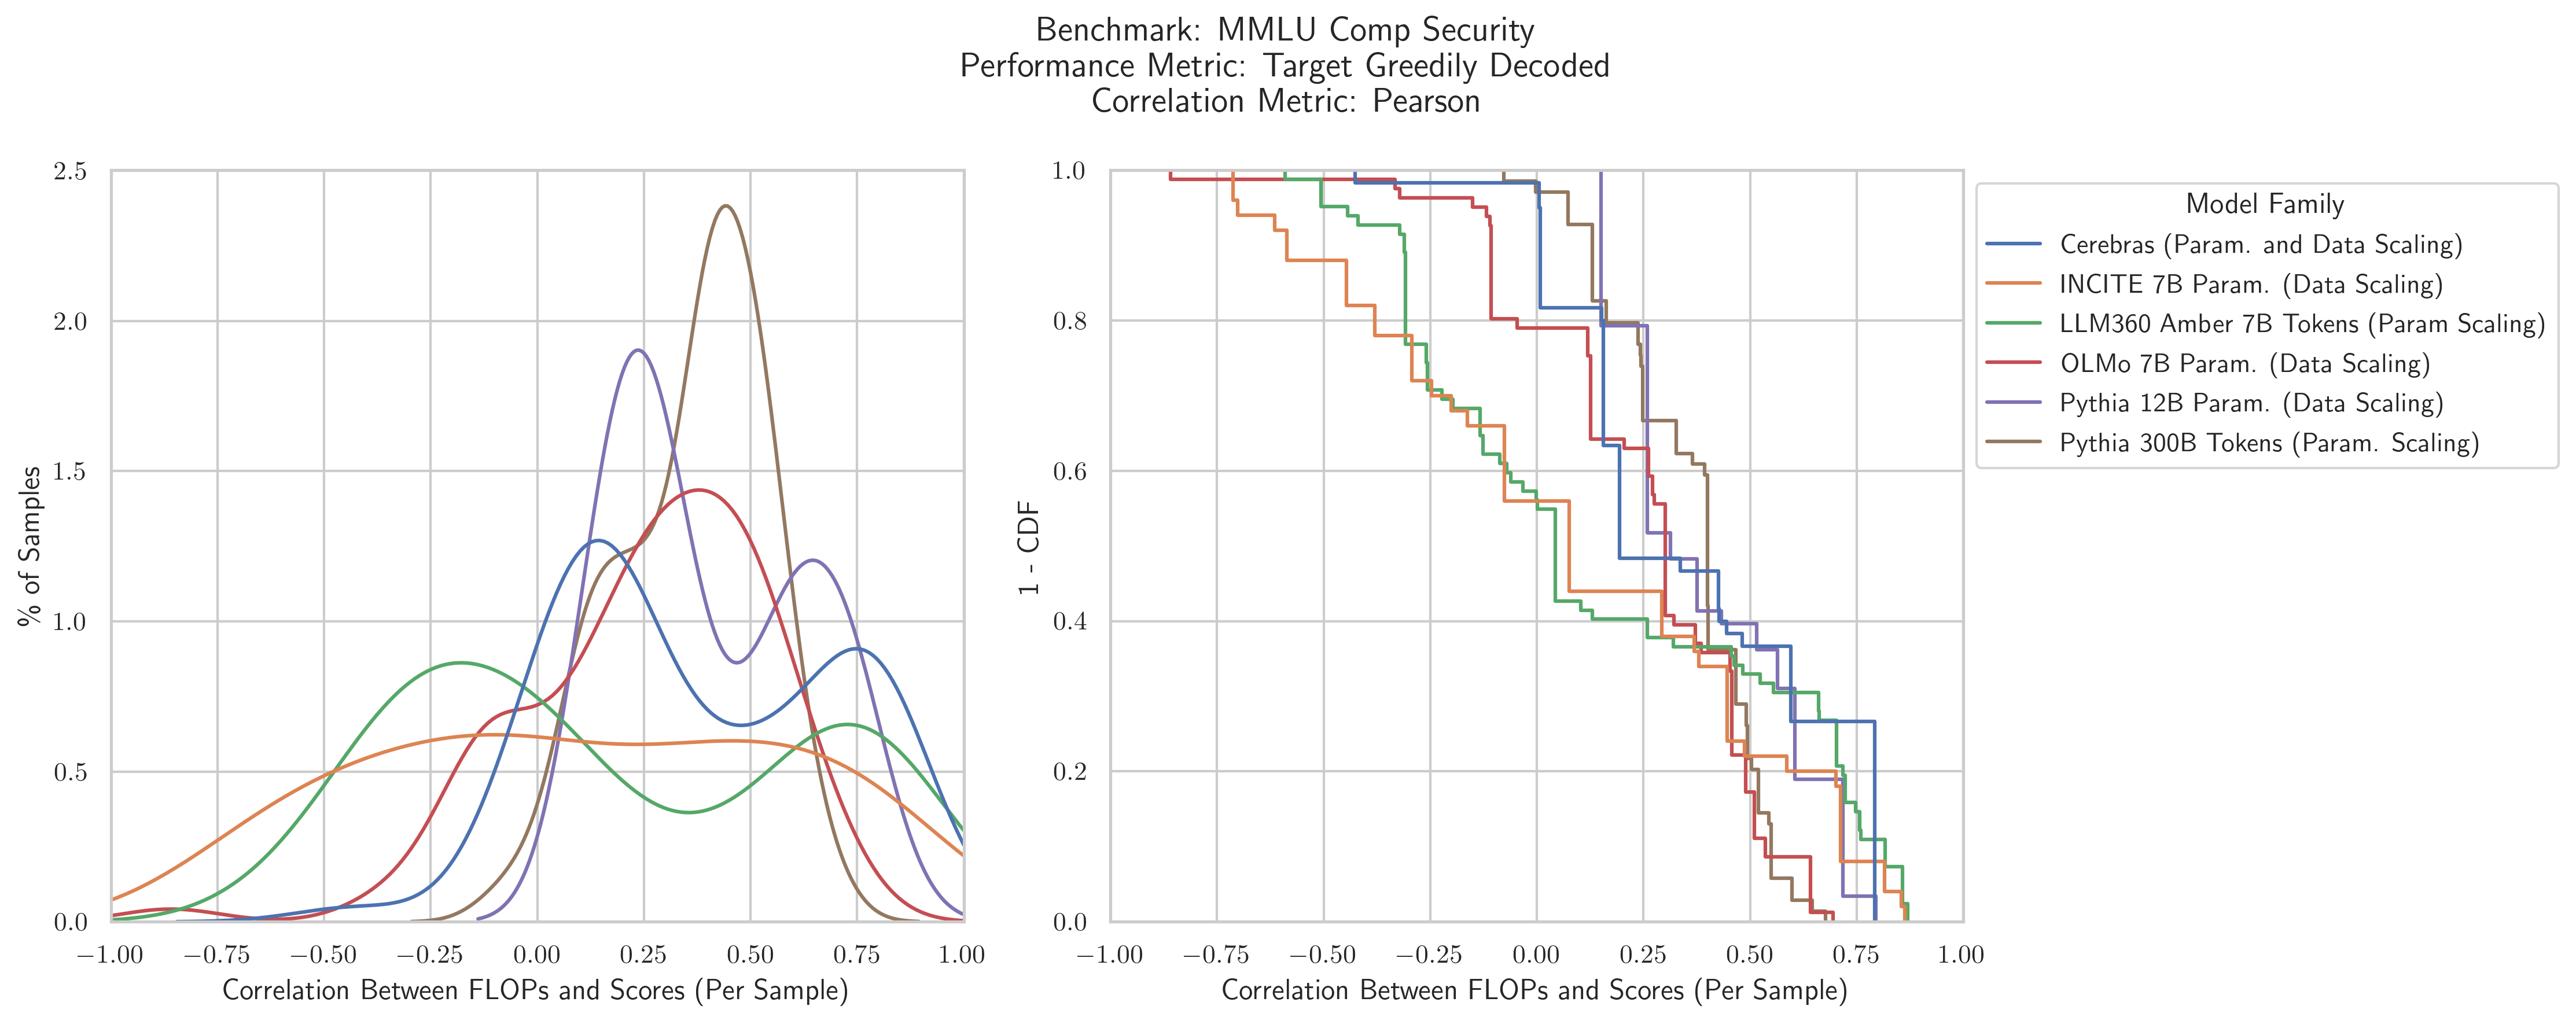 Benchmark: MMLU Comp Security
Performance Metric: Target Greedily Decoded
Correlation Metric: Pearson
% of Samples
2.5
2.0
1.5
1.0
0.5
0.0
−1.00 −0.75 −0.50 −0.25 0.00 0.25 0.50 0.75 1.00
Correlation Between FLOPs and Scores (Per Sample)
1 - CDF
1.0
0.8
0.6
0.4
0.2
0.0
−1.00 −0.75 −0.50 −0.25 0.00 0.25 0.50 0.75 1.00
Correlation Between FLOPs and Scores (Per Sample)
Model Family
Cerebras (Param. and Data Scaling)
INCITE 7B Param. (Data Scaling)
LLM360 Amber 7B Tokens (Param Scaling)
OLMo 7B Param. (Data Scaling)
Pythia 12B Param. (Data Scaling)
Pythia 300B Tokens (Param. Scaling)